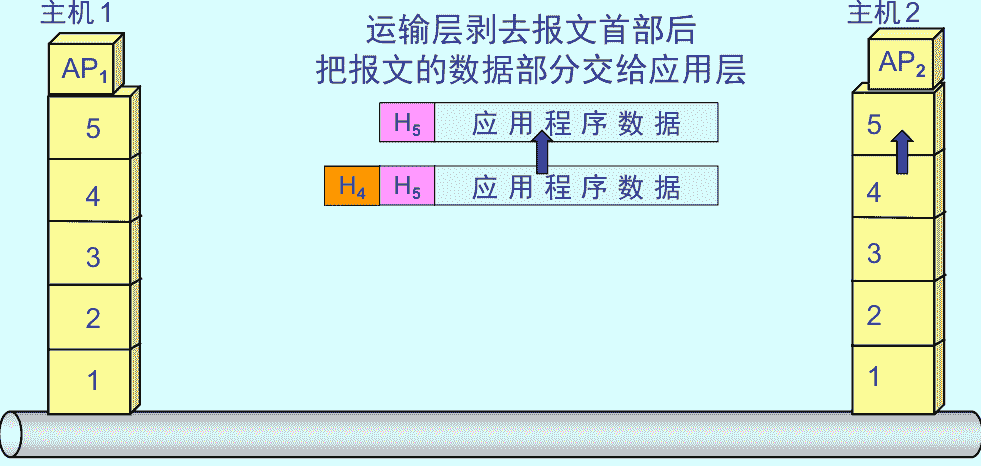 主机1
主机2
运输层剥去报文首部后
把报文的数据部分交给应用层
AP1
AP2
H5 应用程序数据
H4 H5 应用程序数据
5
4
3
2
1
5
4
3
2
1